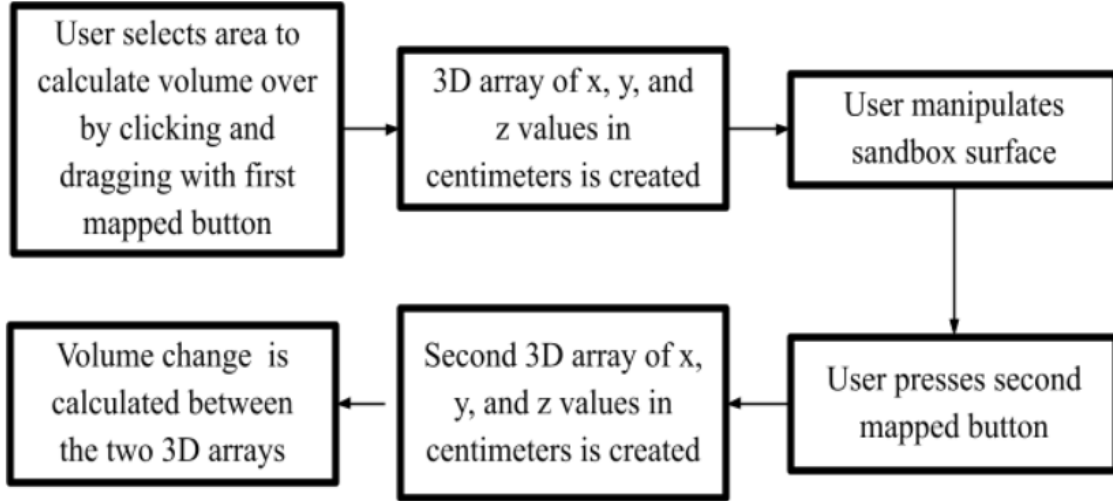 User selects area to
calculate volume over
by clicking and
dragging with first
mapped button
3D array of x, y, and
z values in
centimeters is created
User manipulates
sandbox surface
User presses second
mapped button
Second 3D array of x,
y, and z values in
centimeters is created
Volume change is
calculated between
the two 3D arrays